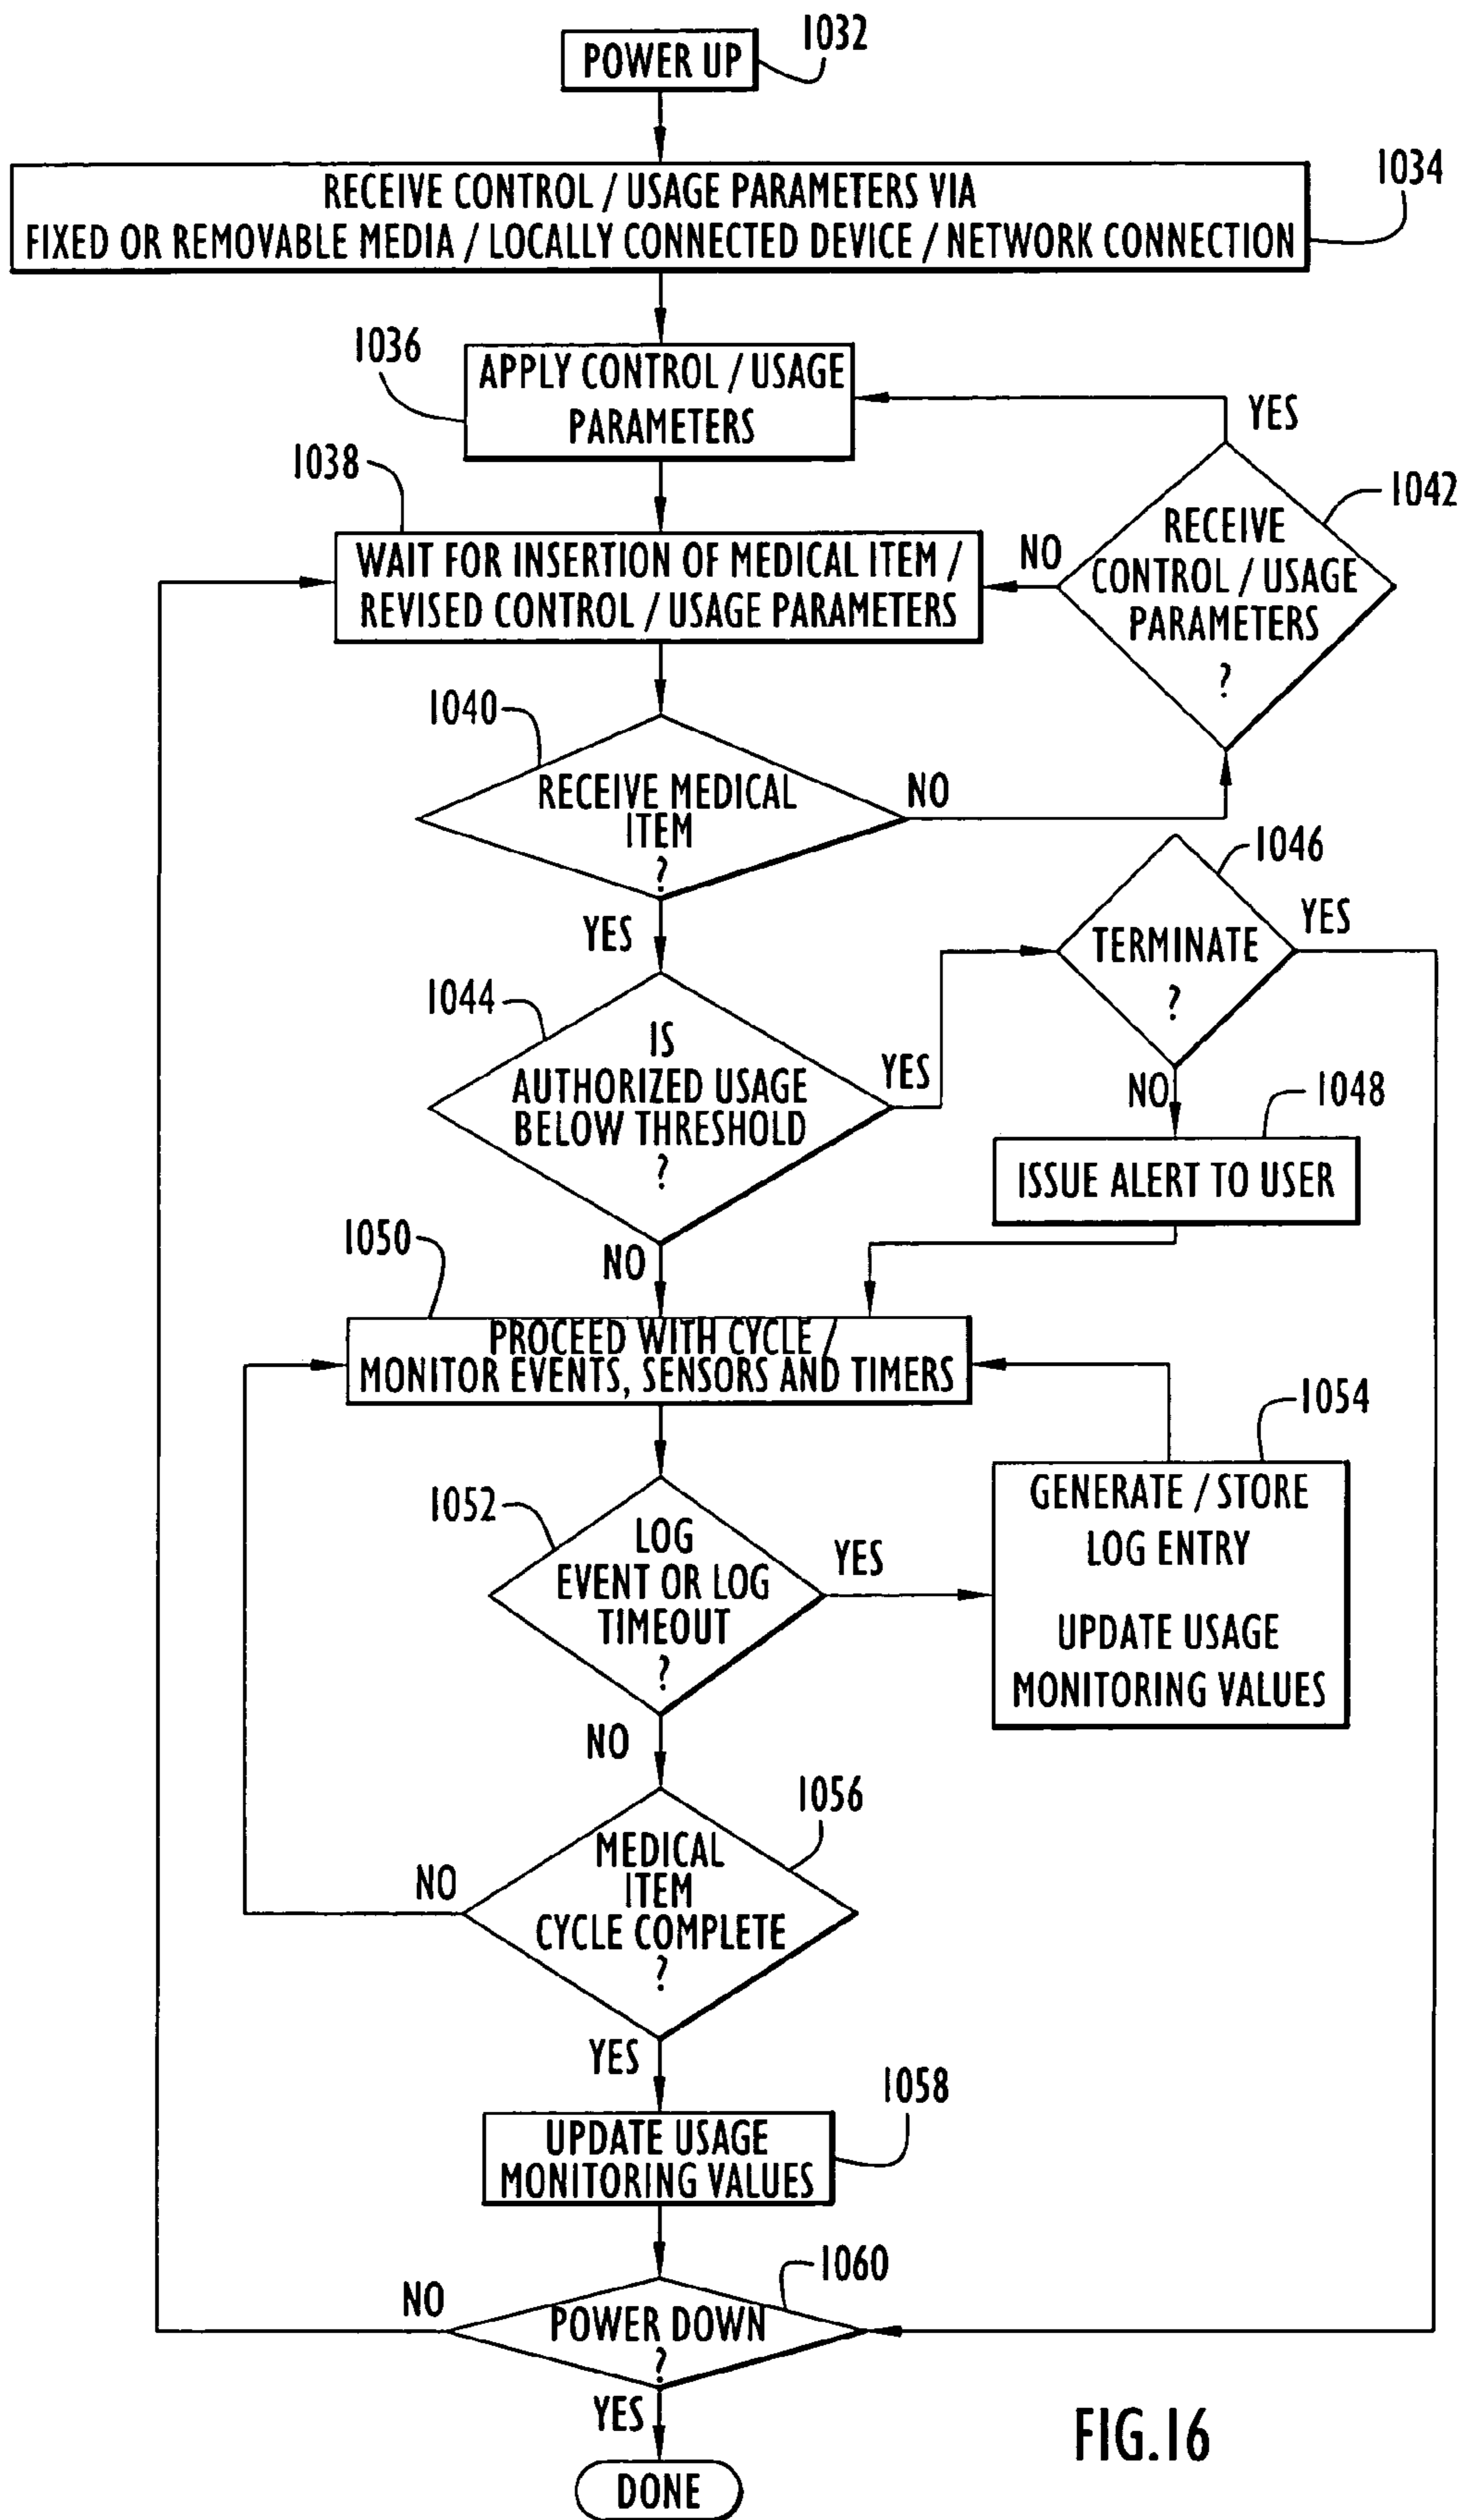 POWER UP
1032
RECEIVE CONTROL / USAGE PARAMETERS VIA
FIXED OR REMOVABLE MEDIA / LOCALLY CONNECTED DEVICE / NETWORK CONNECTION
1034
1036
APPLY CONTROL / USAGE
PARAMETERS
YES
1038
WAIT FOR INSERTION OF MEDICAL ITEM /
REVISED CONTROL / USAGE PARAMETERS
NO
RECEIVE
CONTROL / USAGE
PARAMETERS
?
1042
1040
RECEIVE MEDICAL
ITEM
?
NO
YES
1046
TERMINATE
?
YES
NO
1044
IS
AUTHORIZED USAGE
BELOW THRESHOLD
?
YES
NO
1048
ISSUE ALERT TO USER
1050
PROCEED WITH CYCLE /
MONITOR EVENTS, SENSORS AND TIMERS
1052
LOG
EVENT OR LOG
TIMEOUT
?
YES
NO
1054
GENERATE / STORE
LOG ENTRY
UPDATE USAGE
MONITORING VALUES
1056
MEDICAL
ITEM
CYCLE COMPLETE
?
NO
YES
1058
UPDATE USAGE
MONITORING VALUES
1060
NO
POWER DOWN
?
YES
DONE
FIG.16